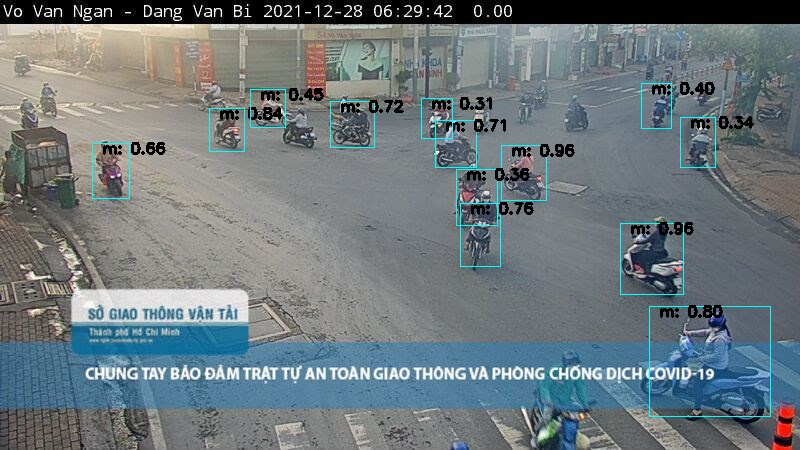 Vo Van Ngan - Dang Van Bi 2021-12-28 06:29:42 0.00
m: 0.40
m: 0.45
m: 0.72
m: 0.31
m: 0.84
m: 0.71
m: 0.34
m: 0.66
m: 0.96
m: 0.36
m: 0.76
m: 0.96
SỞ GIAO THÔNG VẬN TẢI
Thành phố Hồ Chí Minh
m: 0.80
CHUNG TAY BẢO ĐẢM TRẬT TỰ AN TOÀN GIAO THÔNG VÀ PHÒNG CHỐNG DỊCH COVID-19